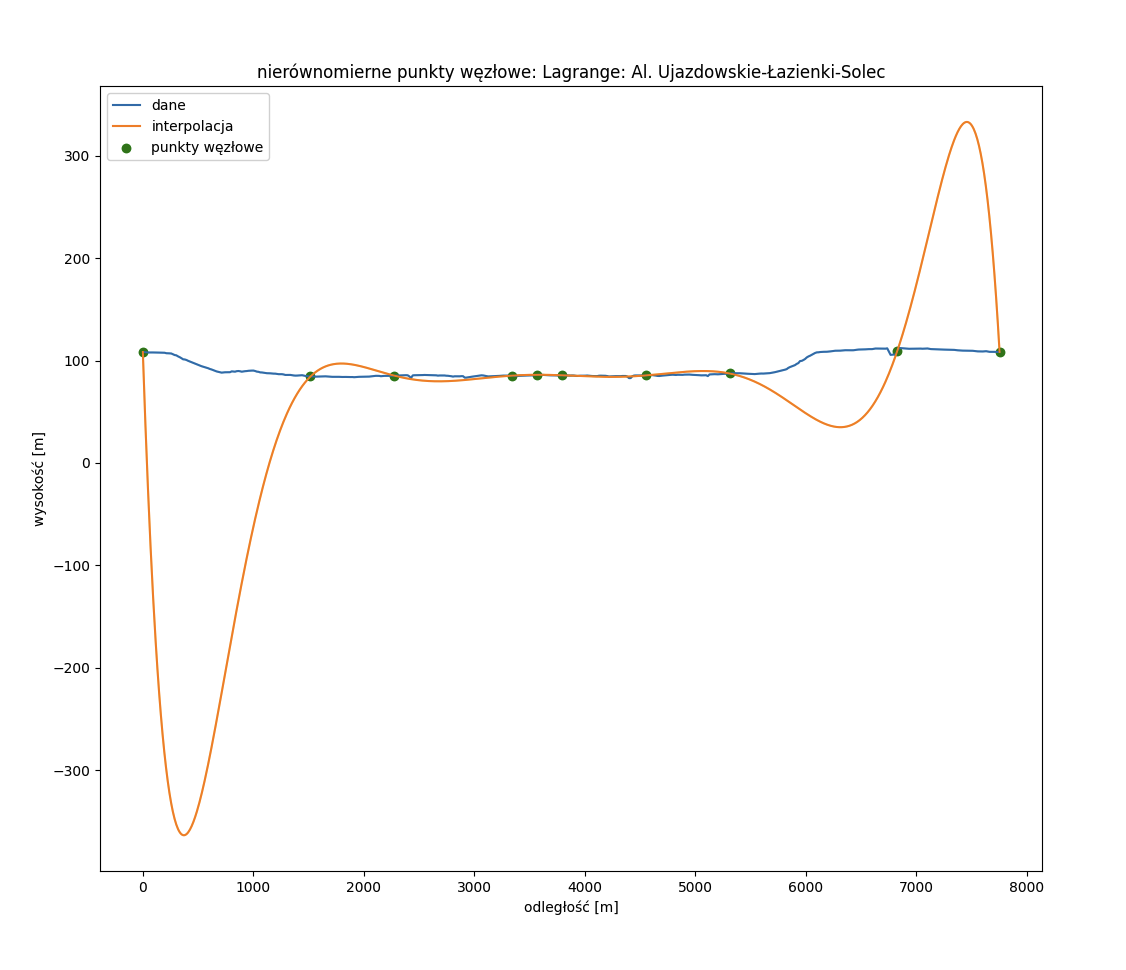 nierównomierne punkty węzłowe: Lagrange: Al. Ujazdowskie-Łazienki-Solec
dane
interpolacja
punkty węzłowe
300
200
100
0
−100
−200
−300
wysokość [m]
0 1000 2000 3000 4000 5000 6000 7000 8000
odległość [m]